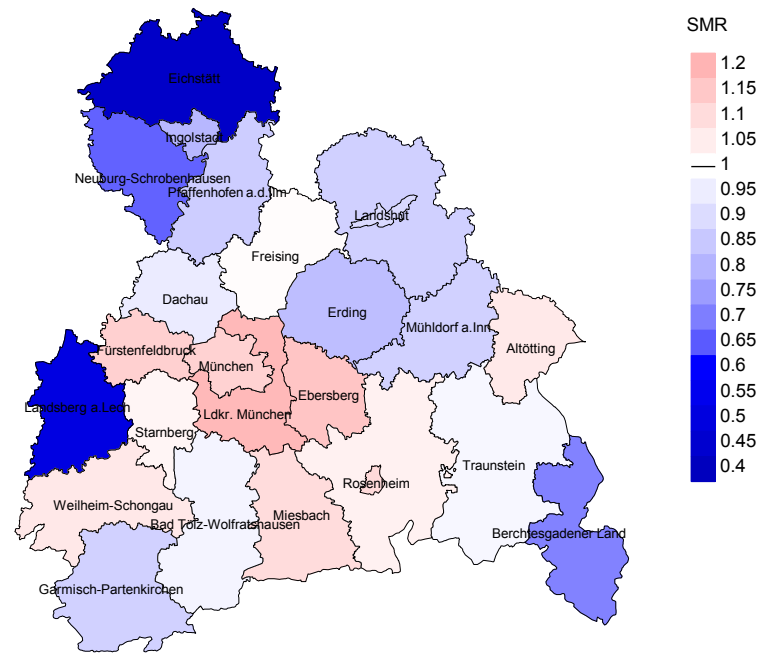 SMR
1.2
1.15
1.1
1.05
1
0.95
0.9
0.85
0.8
0.75
0.7
0.65
0.6
0.55
0.5
0.45
0.4
Eichstätt
Ingolstadt
Neuburg-Schrobenhausen
Pfaffenhofen a.d.Ilm
Landshut
Freising
Dachau
Erding
Mühldorf a.Inn
Altötting
Fürstenfeldbruck
München
Ebersberg
Landsberg a.Lech
Ldkr. München
Starnberg
Traunstein
Rosenheim
Weilheim-Schongau
Miesbach
Bad Tölz-Wolfratshausen
Berchtesgadener Land
Garmisch-Partenkirchen